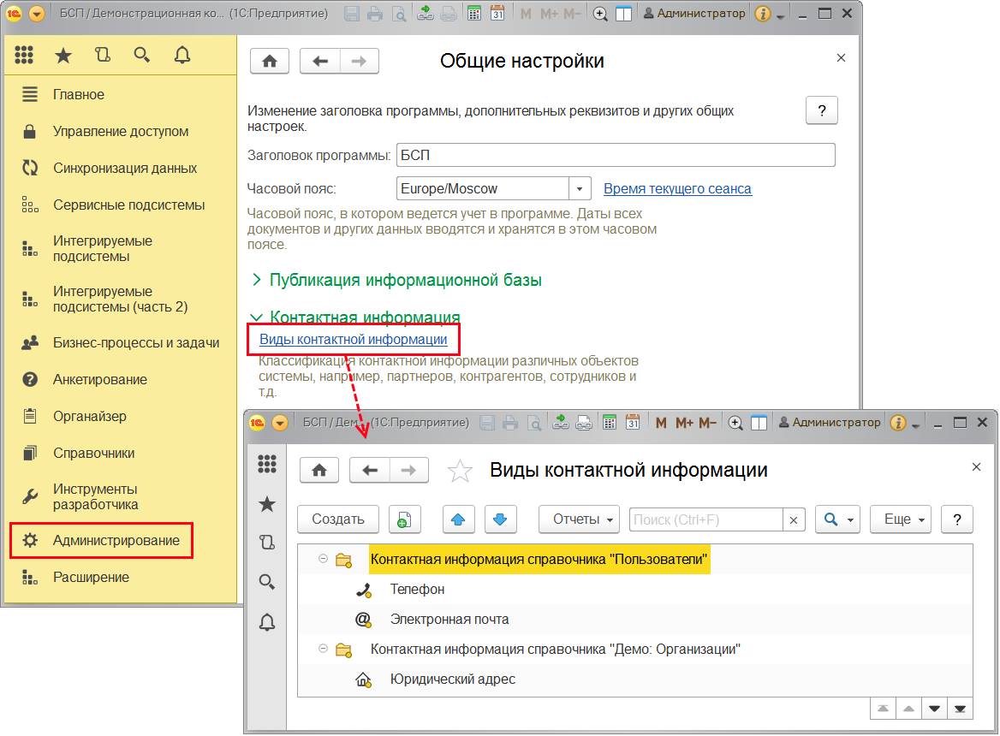 БСП / Демонстрационная ко... (1С:Предприятие)
31
M M+ M−
Администратор
Главное
Управление доступом
Синхронизация данных
Сервисные подсистемы
Интегрируемые
подсистемы
Интегрируемые
подсистемы (часть 2)
Бизнес-процессы и задачи
Анкетирование
Органайзер
Справочники
Инструменты
разработчика
Администрирование
Расширение
Общие настройки
Изменение заголовка программы, дополнительных реквизитов и других общих
настроек.
?
Заголовок программы: БСП
Часовой пояс: Europe/Moscow Время текущего сеанса
Часовой пояс, в котором ведется учет в программе. Даты всех
документов и других данных вводятся и хранятся в этом часовом
поясе.
Публикация информационной базы
Контактная информация
Виды контактной информации
Классификация контактной информации различных объектов
системы, например, партнеров, контрагентов, сотрудников и
т.д.
БСП / Дем... (1С:Предприятие)
31
M M+ M−
Администратор
Виды контактной информации
Создать Отчеты Поиск (Ctrl+F) × Еще ?
Контактная информация справочника "Пользователи"
Телефон
@ Электронная почта
Контактная информация справочника "Демо: Организации"
Юридический адрес